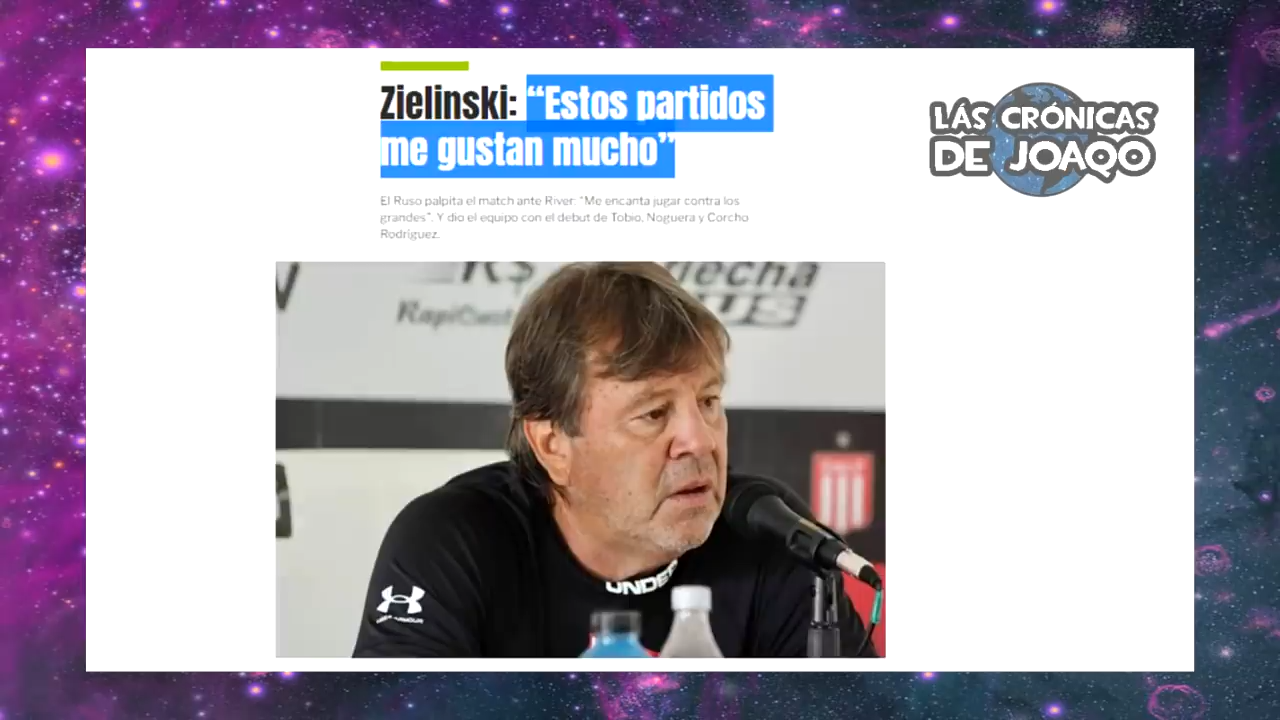 Zielinski: “Estos partidos
me gustan mucho”
LÁS CRÓNICAS
DE JOAQO
El Ruso palpita el match ante River: “Me encanta jugar contra los
grandes”. Y dio el equipo con el debut de Tobio, Noguera y Corcho
Rodríguez.
UNDER